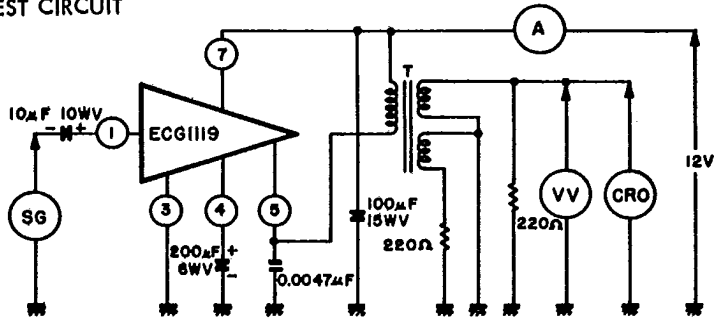 EST CIRCUIT
7
A
T
10µF 10WV
- +
1
ECG1119
12V
SG
3
4
5
100µF
15WV
220Ω
220Ω
VV
CRO
200µF +
6WV -
0.0047µF